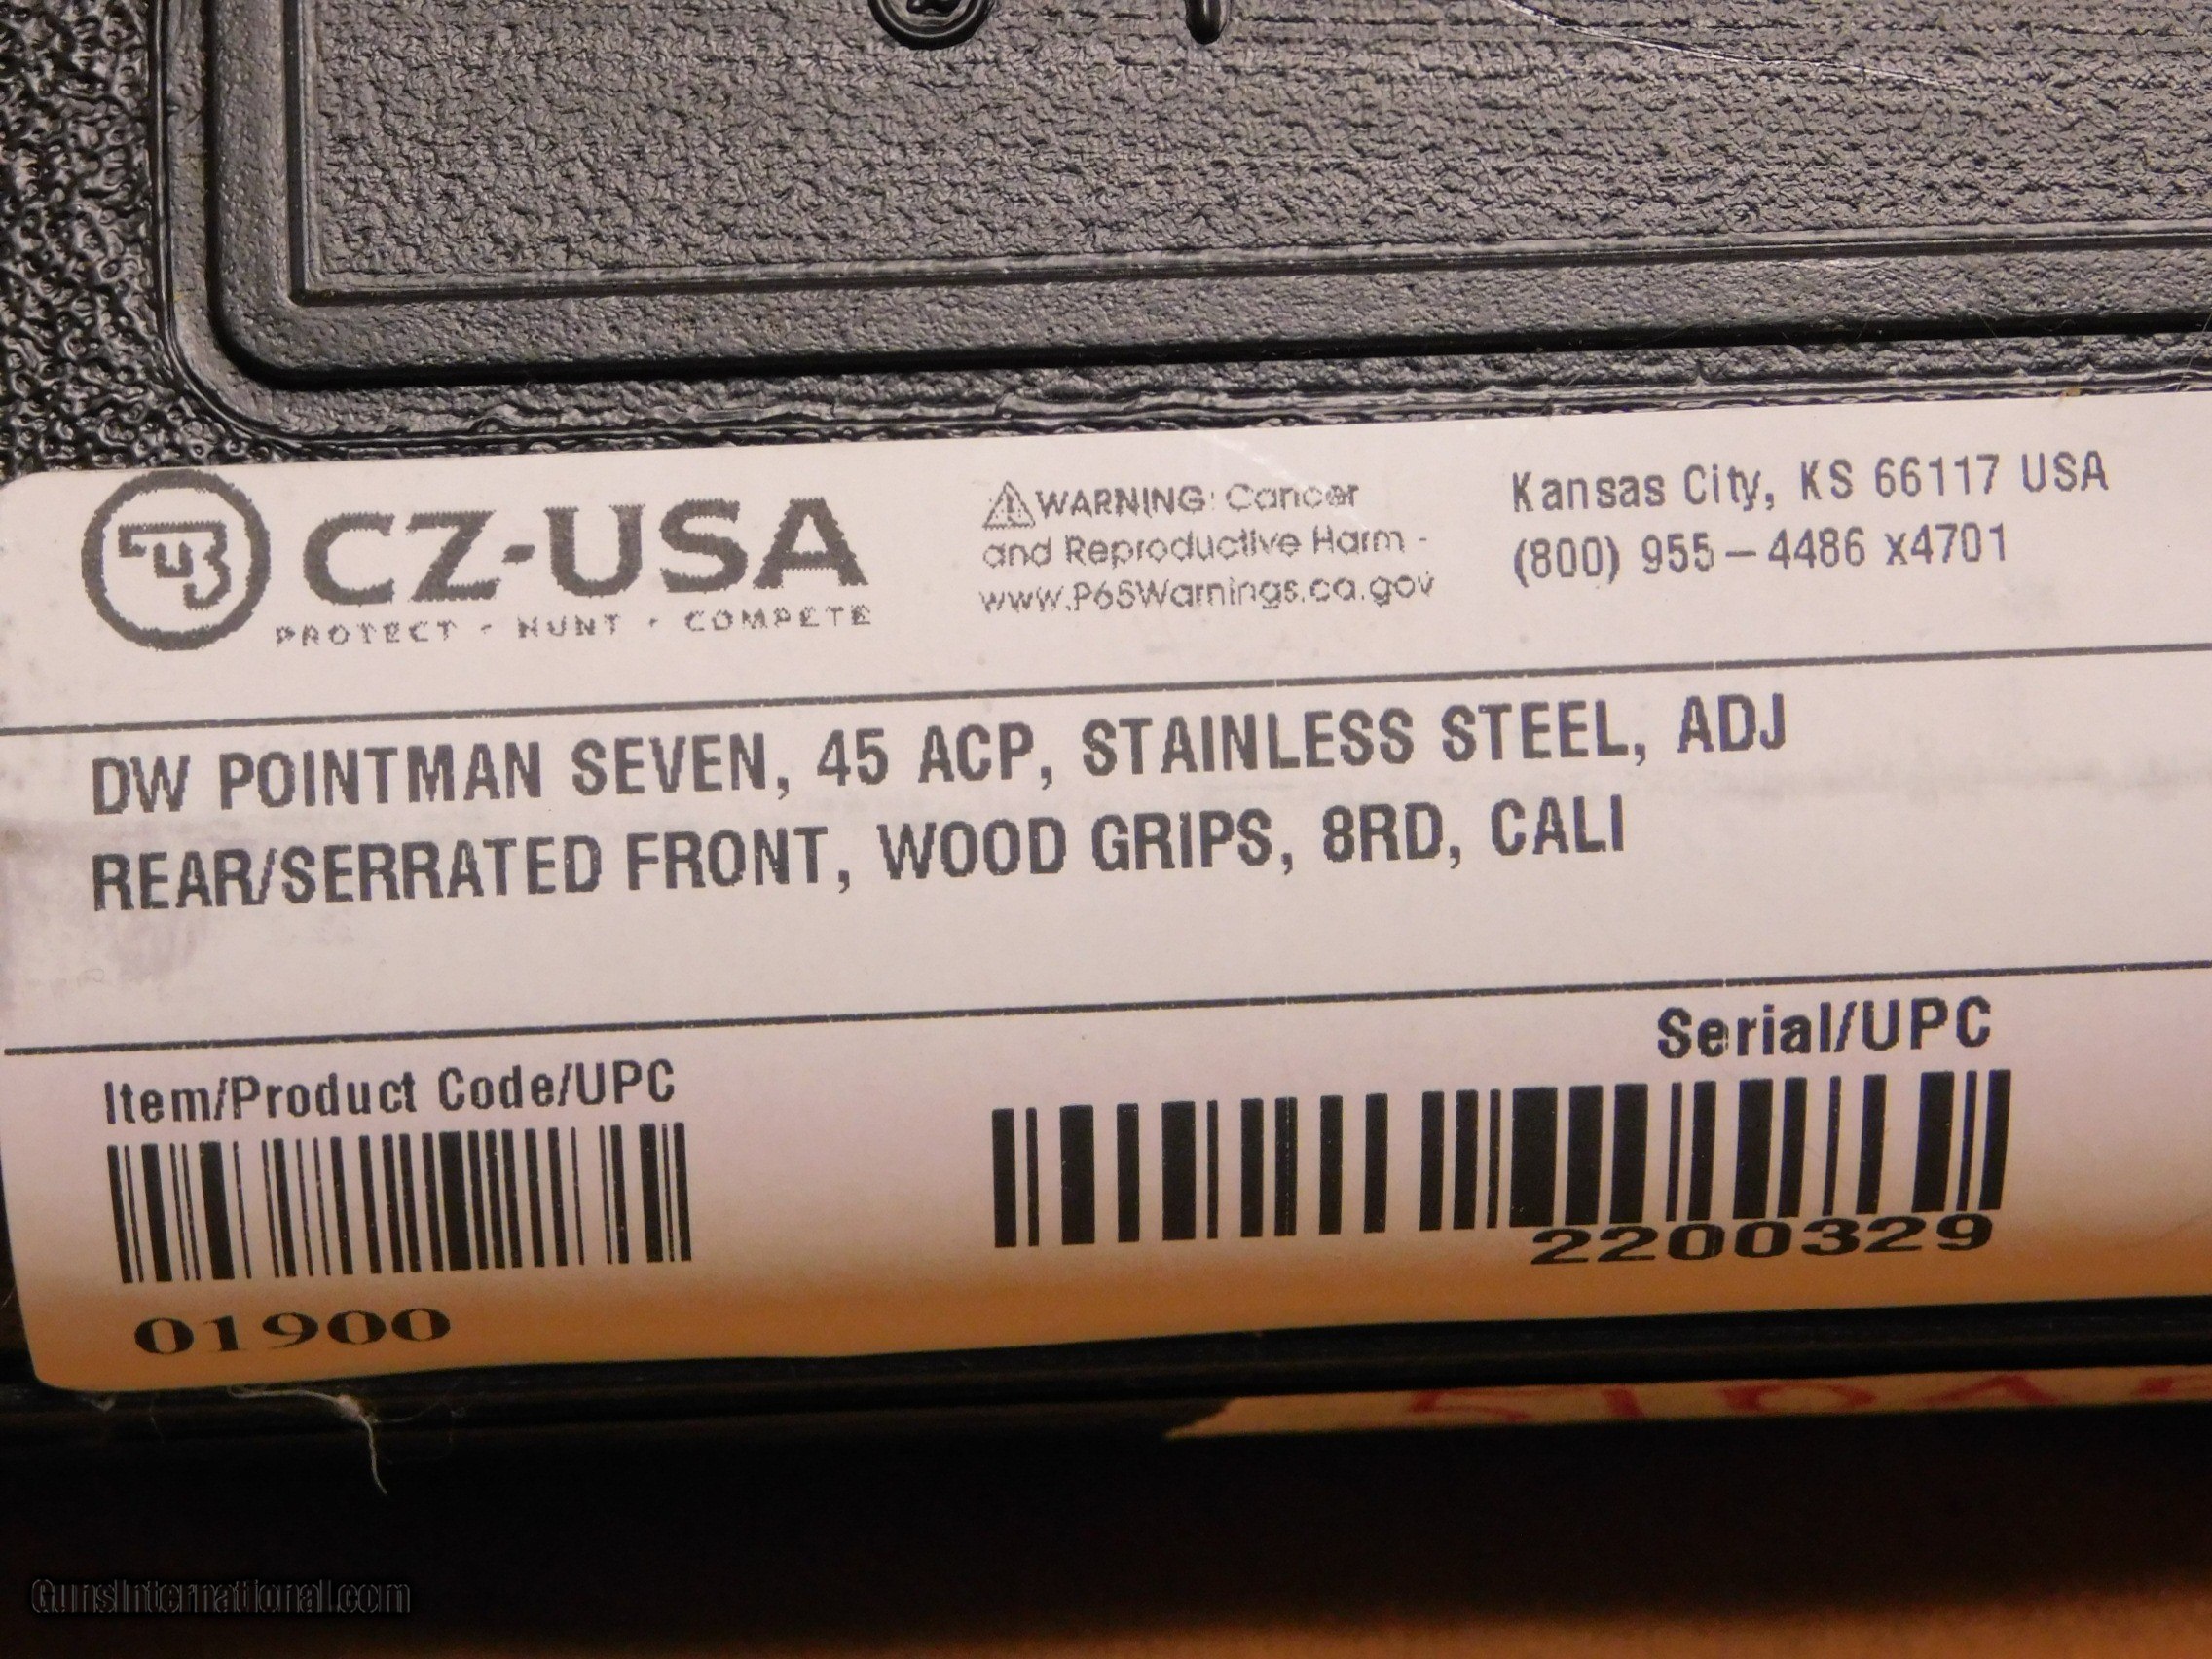 CZ-USA
PROTECT · HUNT · COMPETE
WARNING: Cancer
and Reproductive Harm -
www.P65Warnings.ca.gov
Kansas City, KS 66117 USA
(800) 955-4486 x4701
DW POINTMAN SEVEN, 45 ACP, STAINLESS STEEL, ADJ
REAR/SERRATED FRONT, WOOD GRIPS, 8RD, CALI
Item/Product Code/UPC
01900
Serial/UPC
2200329
GunsInternational.com